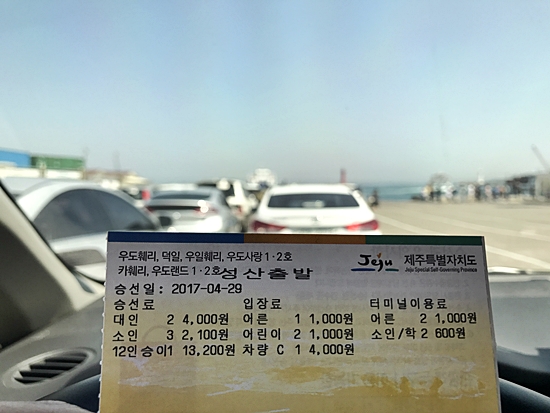 우도훼리, 덕일, 우일훼리, 우도사랑 1·2호
카훼리, 우도랜드 1·2호 성산출발
Jeju 제주특별자치도
Jeju Special Self-Governing Province
승선일 : 2017-04-29
승선료 입장료 터미널이용료
대인 2 4,000원 어른 1 1,000원 어른 2 1,000원
소인 3 2,100원 어린이 2 1,000원 소인/학 2 600원
12인승이1 13,200원 차량 C 1 4,000원